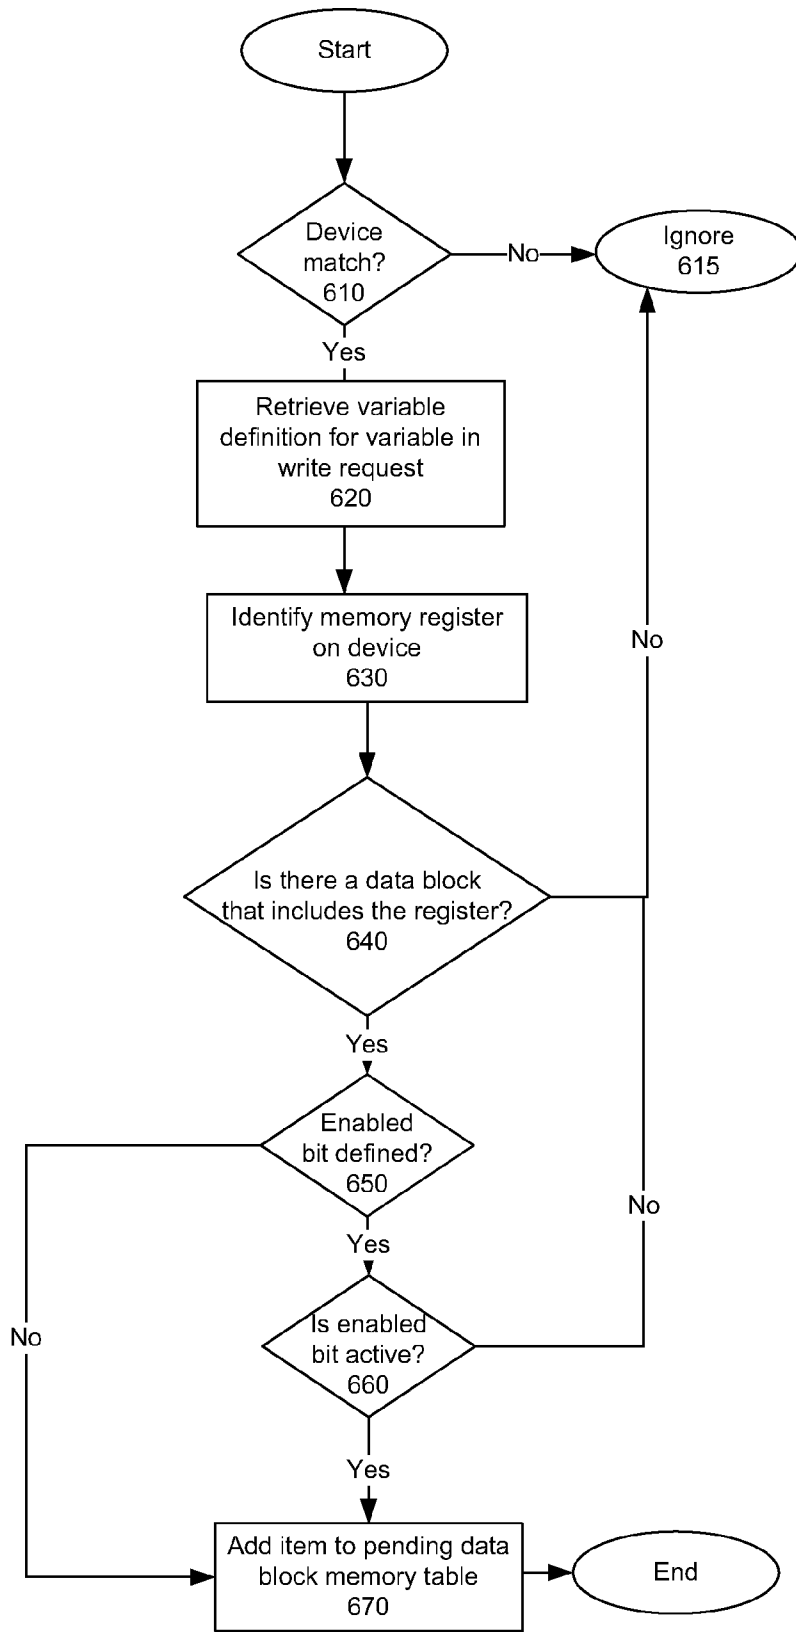 Start
Device
match?
610
No
Ignore
615
Yes
Retrieve variable
definition for variable in
write request
620
Identify memory register
on device
630
No
Is there a data block
that includes the register?
640
Yes
Enabled
bit defined?
650
No
Yes
No
Is enabled
bit active?
660
Yes
Add item to pending data
block memory table
670
End